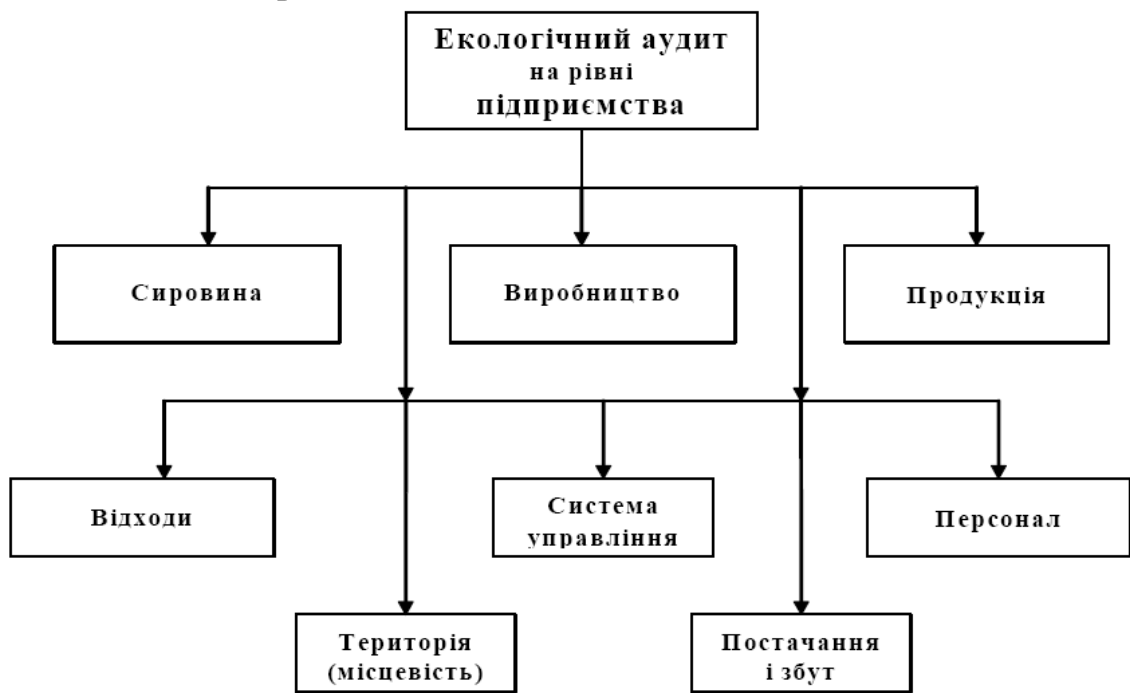 Екологічний аудит
на рівні
підприємства
Сировина
Виробництво
Продукція
Відходи
Система
управління
Персонал
Територія
(місцевість)
Постачання
і збут